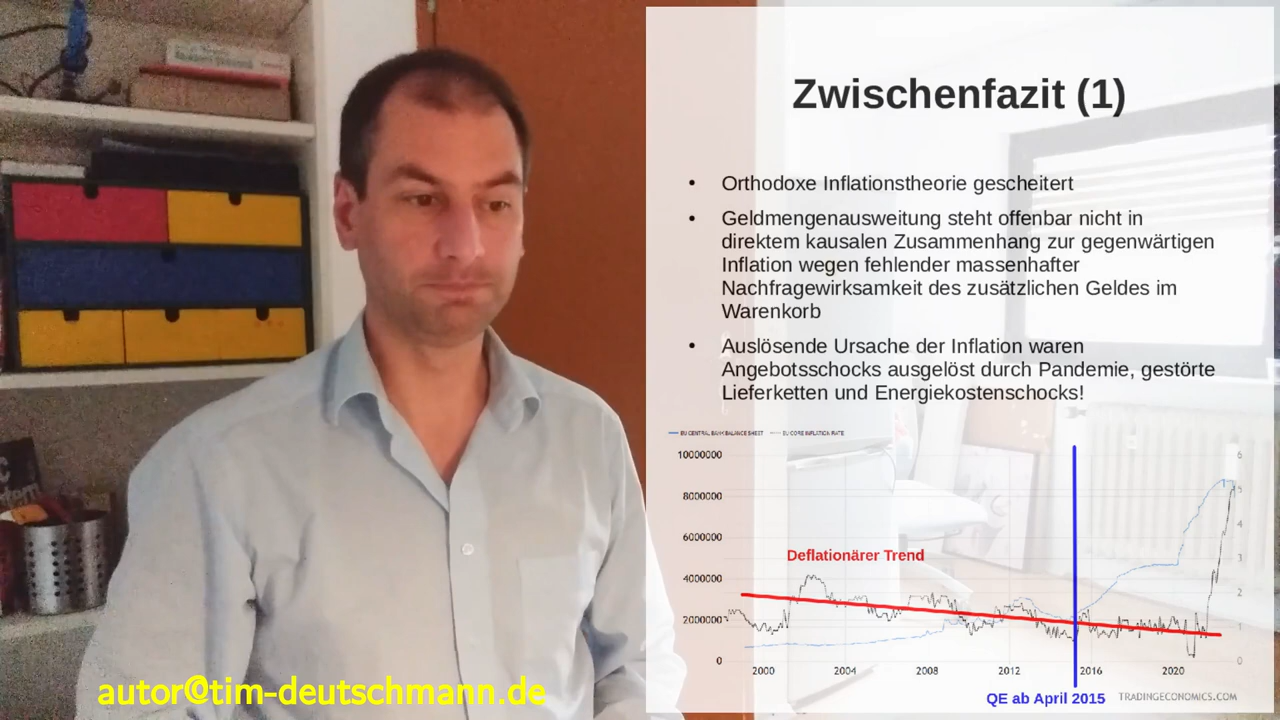 Zwischenfazit (1)
• Orthodoxe Inflationstheorie gescheitert
• Geldmengenausweitung steht offenbar nicht in
direktem kausalen Zusammenhang zur gegenwärtigen
Inflation wegen fehlender massenhafter
Nachfragewirksamkeit des zusätzlichen Geldes im
Warenkorb
• Auslösende Ursache der Inflation waren
Angebotsschocks ausgelöst durch Pandemie, gestörte
Lieferketten und Energiekostenschocks!
EU CENTRAL BANK BALANCE SHEET EU CORE INFLATION RATE
10000000 6
8000000 5
6000000 4
3
Deflationärer Trend
4000000 2
2000000 1
0 0
2000 2004 2008 2012 2016 2020
QE ab April 2015 TRADINGECONOMICS.COM
autor@tim-deutschmann.de